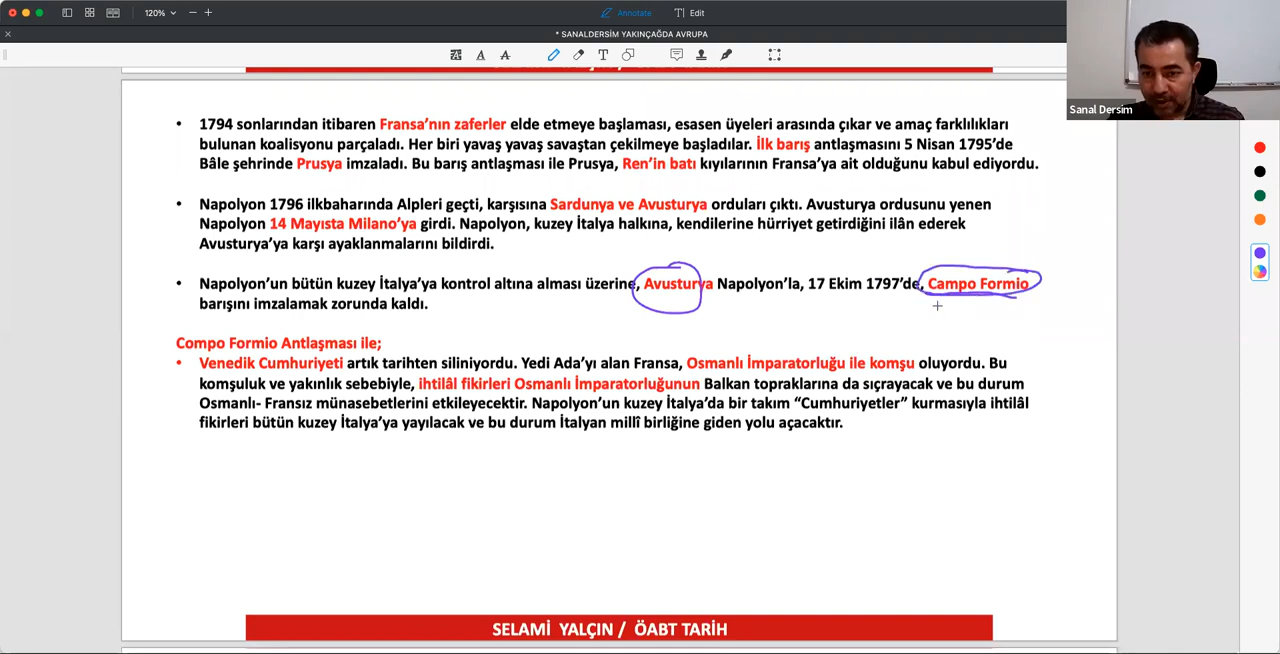 120%
Annotate
Edit
* SANALDERSİM YAKINÇAĞDA AVRUPA
Sanal Dersim
• 1794 sonlarından itibaren Fransa'nın zaferler elde etmeye başlaması, esasen üyeleri arasında çıkar ve amaç farklılıkları
bulunan koalisyonu parçaladı. Her biri yavaş yavaş savaştan çekilmeye başladılar. İlk barış antlaşmasını 5 Nisan 1795'de
Bâle şehrinde Prusya imzaladı. Bu barış antlaşması ile Prusya, Ren'in batı kıyılarının Fransa'ya ait olduğunu kabul ediyordu.
• Napolyon 1796 ilkbaharında Alpleri geçti, karşısına Sardunya ve Avusturya orduları çıktı. Avusturya ordusunu yenen
Napolyon 14 Mayısta Milano'ya girdi. Napolyon, kuzey İtalya halkına, kendilerine hürriyet getirdiğini ilân ederek
Avusturya'ya karşı ayaklanmalarını bildirdi.
• Napolyon'un bütün kuzey İtalya'ya kontrol altına alması üzerine, Avusturya Napolyon'la, 17 Ekim 1797'de, Campo Formio
barışını imzalamak zorunda kaldı.
Compo Formio Antlaşması ile;
• Venedik Cumhuriyeti artık tarihten siliniyordu. Yedi Ada'yı alan Fransa, Osmanlı İmparatorluğu ile komşu oluyordu. Bu
komşuluk ve yakınlık sebebiyle, ihtilâl fikirleri Osmanlı İmparatorluğunun Balkan topraklarına da sıçrayacak ve bu durum
Osmanlı- Fransız münasebetlerini etkileyecektir. Napolyon'un kuzey İtalya'da bir takım "Cumhuriyetler" kurmasıyla ihtilâl
fikirleri bütün kuzey İtalya'ya yayılacak ve bu durum İtalyan millî birliğine giden yolu açacaktır.
SELAMİ YALÇIN / ÖABT TARİH